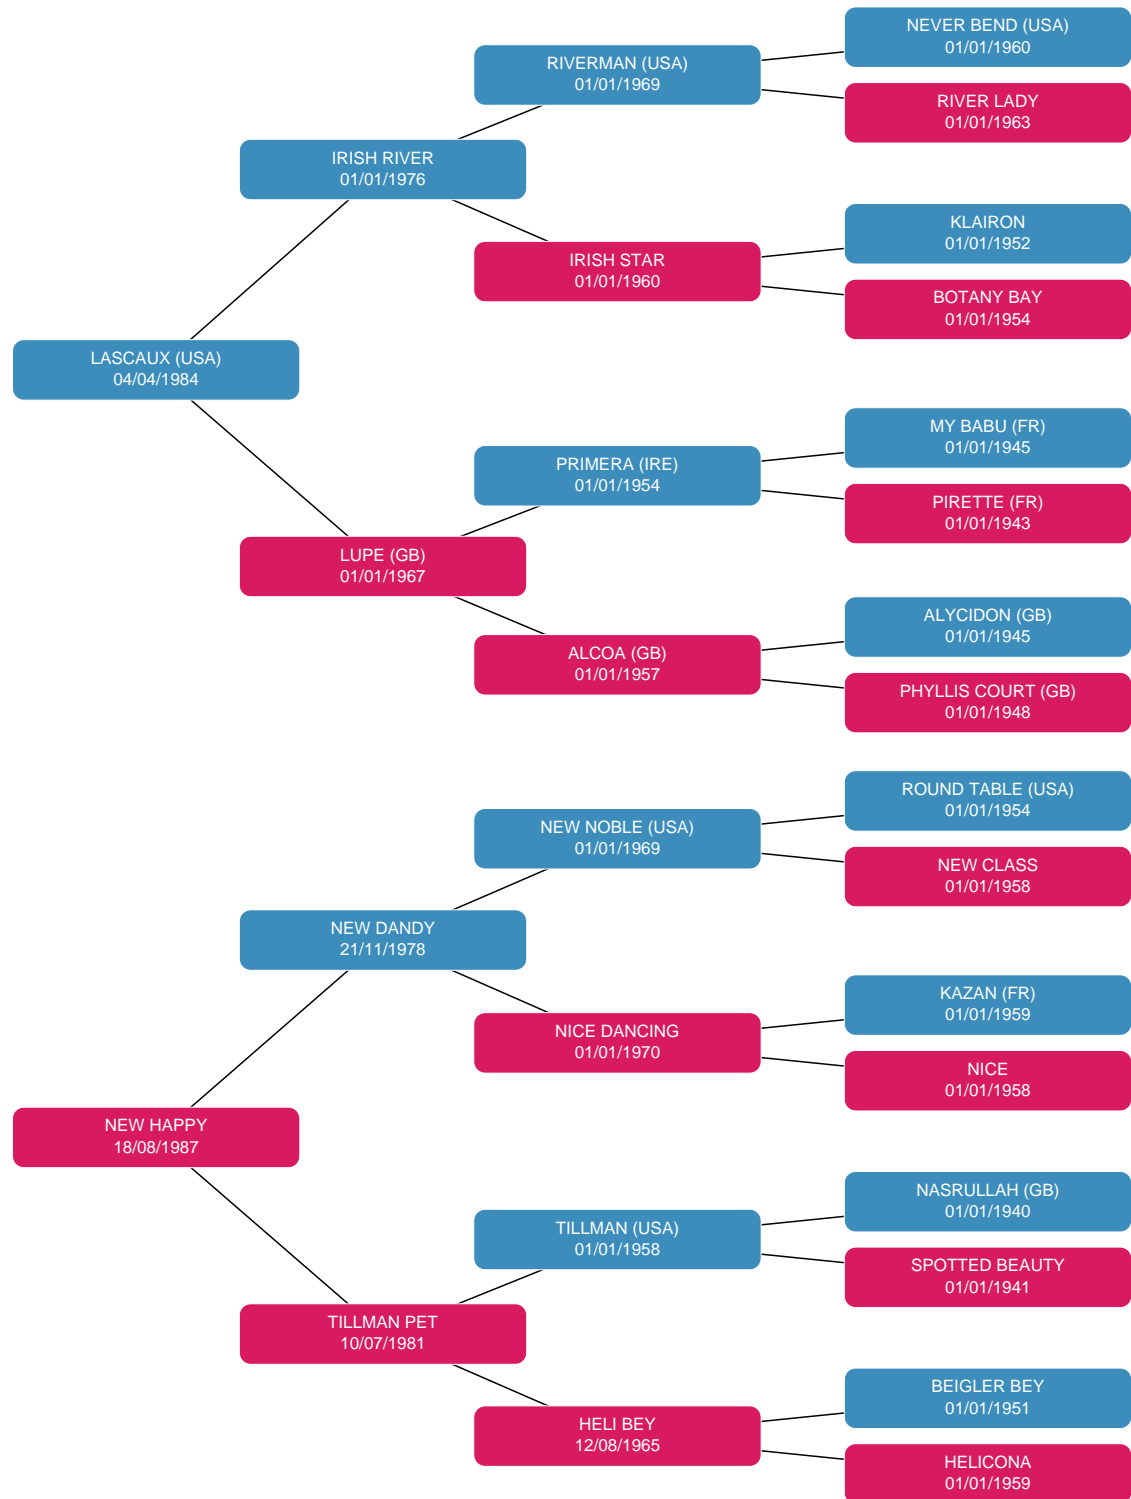 NEVER BEND (USA)
01/01/1960
RIVERMAN (USA)
01/01/1969
RIVER LADY
01/01/1963
IRISH RIVER
01/01/1976
KLAIRON
01/01/1952
IRISH STAR
01/01/1960
BOTANY BAY
01/01/1954
LASCAUX (USA)
04/04/1984
MY BABU (FR)
01/01/1945
PRIMERA (IRE)
01/01/1954
PIRETTE (FR)
01/01/1943
LUPE (GB)
01/01/1967
ALYCIDON (GB)
01/01/1945
ALCOA (GB)
01/01/1957
PHYLLIS COURT (GB)
01/01/1948
ROUND TABLE (USA)
01/01/1954
NEW NOBLE (USA)
01/01/1969
NEW CLASS
01/01/1958
NEW DANDY
21/11/1978
KAZAN (FR)
01/01/1959
NICE DANCING
01/01/1970
NICE
01/01/1958
NEW HAPPY
18/08/1987
NASRULLAH (GB)
01/01/1940
TILLMAN (USA)
01/01/1958
SPOTTED BEAUTY
01/01/1941
TILLMAN PET
10/07/1981
BEIGLER BEY
01/01/1951
HELI BEY
12/08/1965
HELICONA
01/01/1959